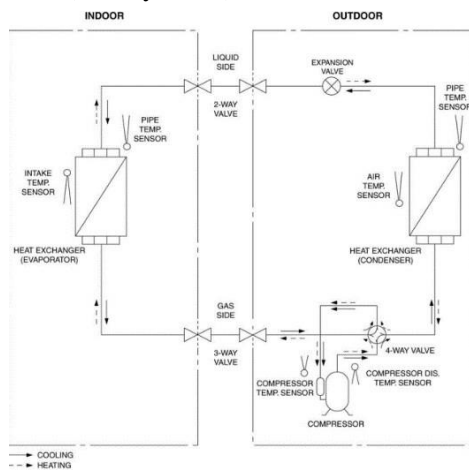 INDOOR
OUTDOOR
LIQUID
SIDE
2-WAY
VALVE
EXPANSION
VALVE
PIPE
TEMP.
SENSOR
PIPE
TEMP.
SENSOR
INTAKE
TEMP.
SENSOR
AIR
TEMP.
SENSOR
HEAT EXCHANGER
(EVAPORATOR)
HEAT EXCHANGER
(CONDENSER)
GAS
SIDE
3-WAY
VALVE
4-WAY VALVE
COMPRESSOR
TEMP. SENSOR
COMPRESSOR DIS.
TEMP. SENSOR
COMPRESSOR
COOLING
HEATING